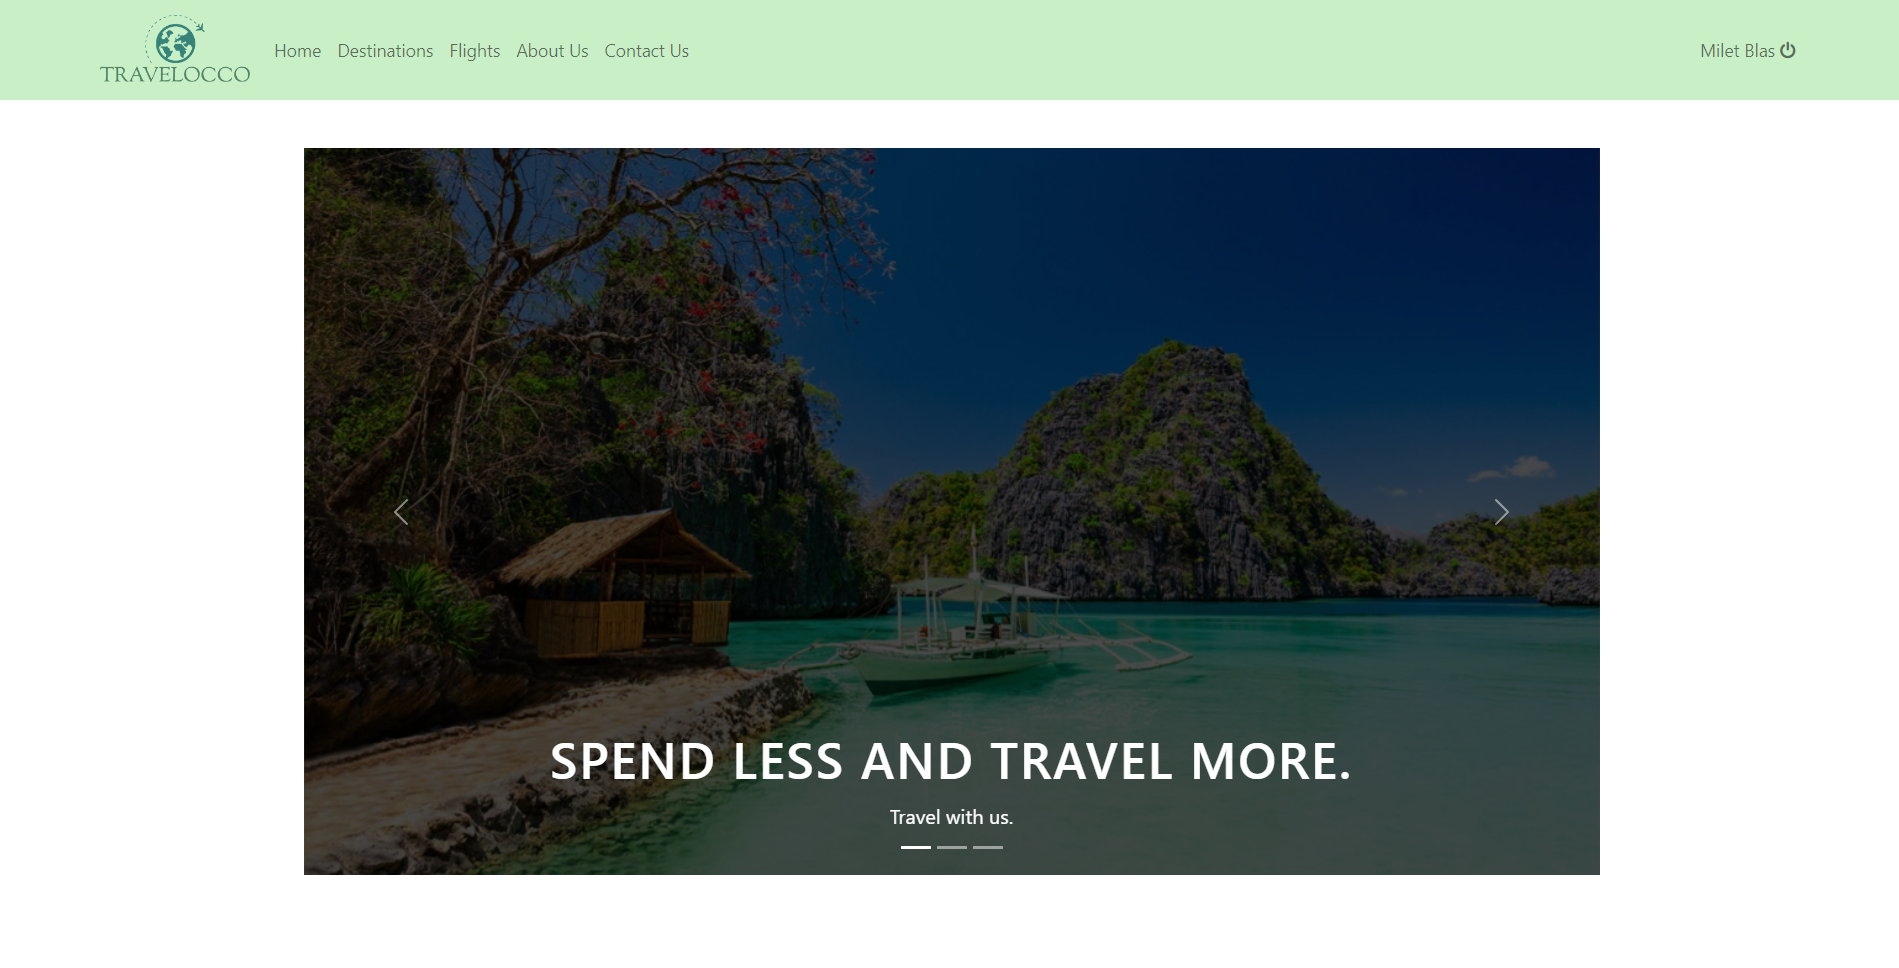 TRAVELOCCO
Home Destinations Flights About Us Contact Us
Milet Blas
SPEND LESS AND TRAVEL MORE.
Travel with us.